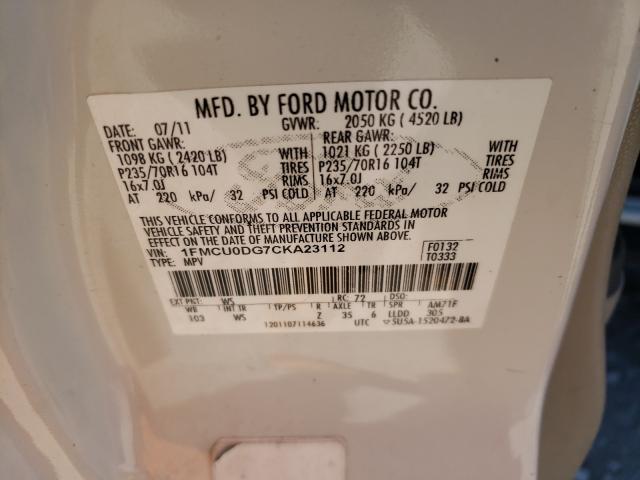 MFD. BY FORD MOTOR CO.
DATE: 07/11 GVWR: 2050 KG ( 4520 LB)
FRONT GAWR: REAR GAWR:
1098 KG ( 2420 LB) WITH 1021 KG ( 2250 LB) WITH
P235/70R16 104T TIRES P235/70R16 104T TIRES
16x7.0J RIMS 16x7.0J RIMS
AT 220 kPa/ 32 PSI COLD AT 220 kPa/ 32 PSI COLD
THIS VEHICLE CONFORMS TO ALL APPLICABLE FEDERAL MOTOR
VEHICLE SAFETY AND THEFT PREVENTION STANDARDS IN
EFFECT ON THE DATE OF MANUFACTURE SHOWN ABOVE.
VIN: 1FMCU0DG7CKA23112 F0132
TYPE: MPV T0333
EXT PNT: WS RC: 72 DSO:
WB INT TR TP/PS R AXLE TR SPR AM71F
103 WS Z 35 6 LLDD 305
1201107114636 UTC ▽5U5A-1520472-BA